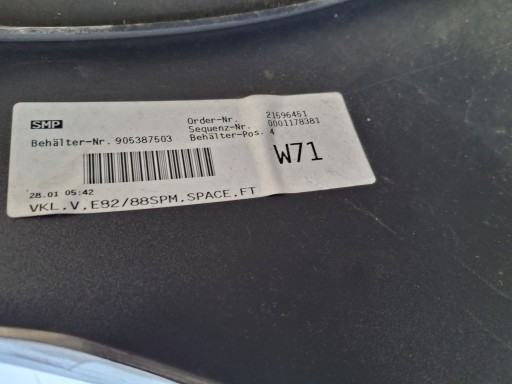 SMP
Order-Nr. 21696461
Sequenz-Nr. 0001178381
Behälter-Nr. 905387503 Behälter-Pos. 4
W71
28.01 05:42
VKL.V.E82/88SPM.SPACE.FT